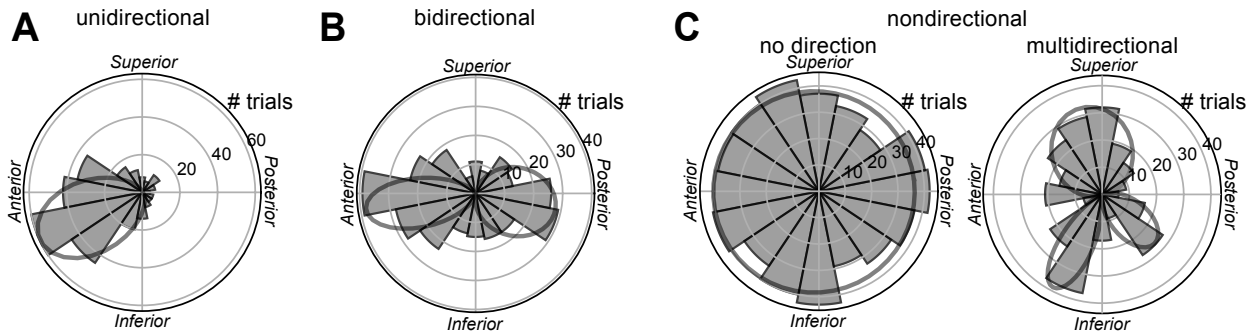 A
unidirectional
Superior
# trials
60
40
20
Anterior
Posterior
Inferior
B
bidirectional
Superior
# trials
40
30
20
10
Anterior
Posterior
Inferior
C
nondirectional
no direction
Superior
# trials
40
30
20
10
Anterior
Posterior
Inferior
multidirectional
Superior
# trials
40
30
20
10
Anterior
Posterior
Inferior